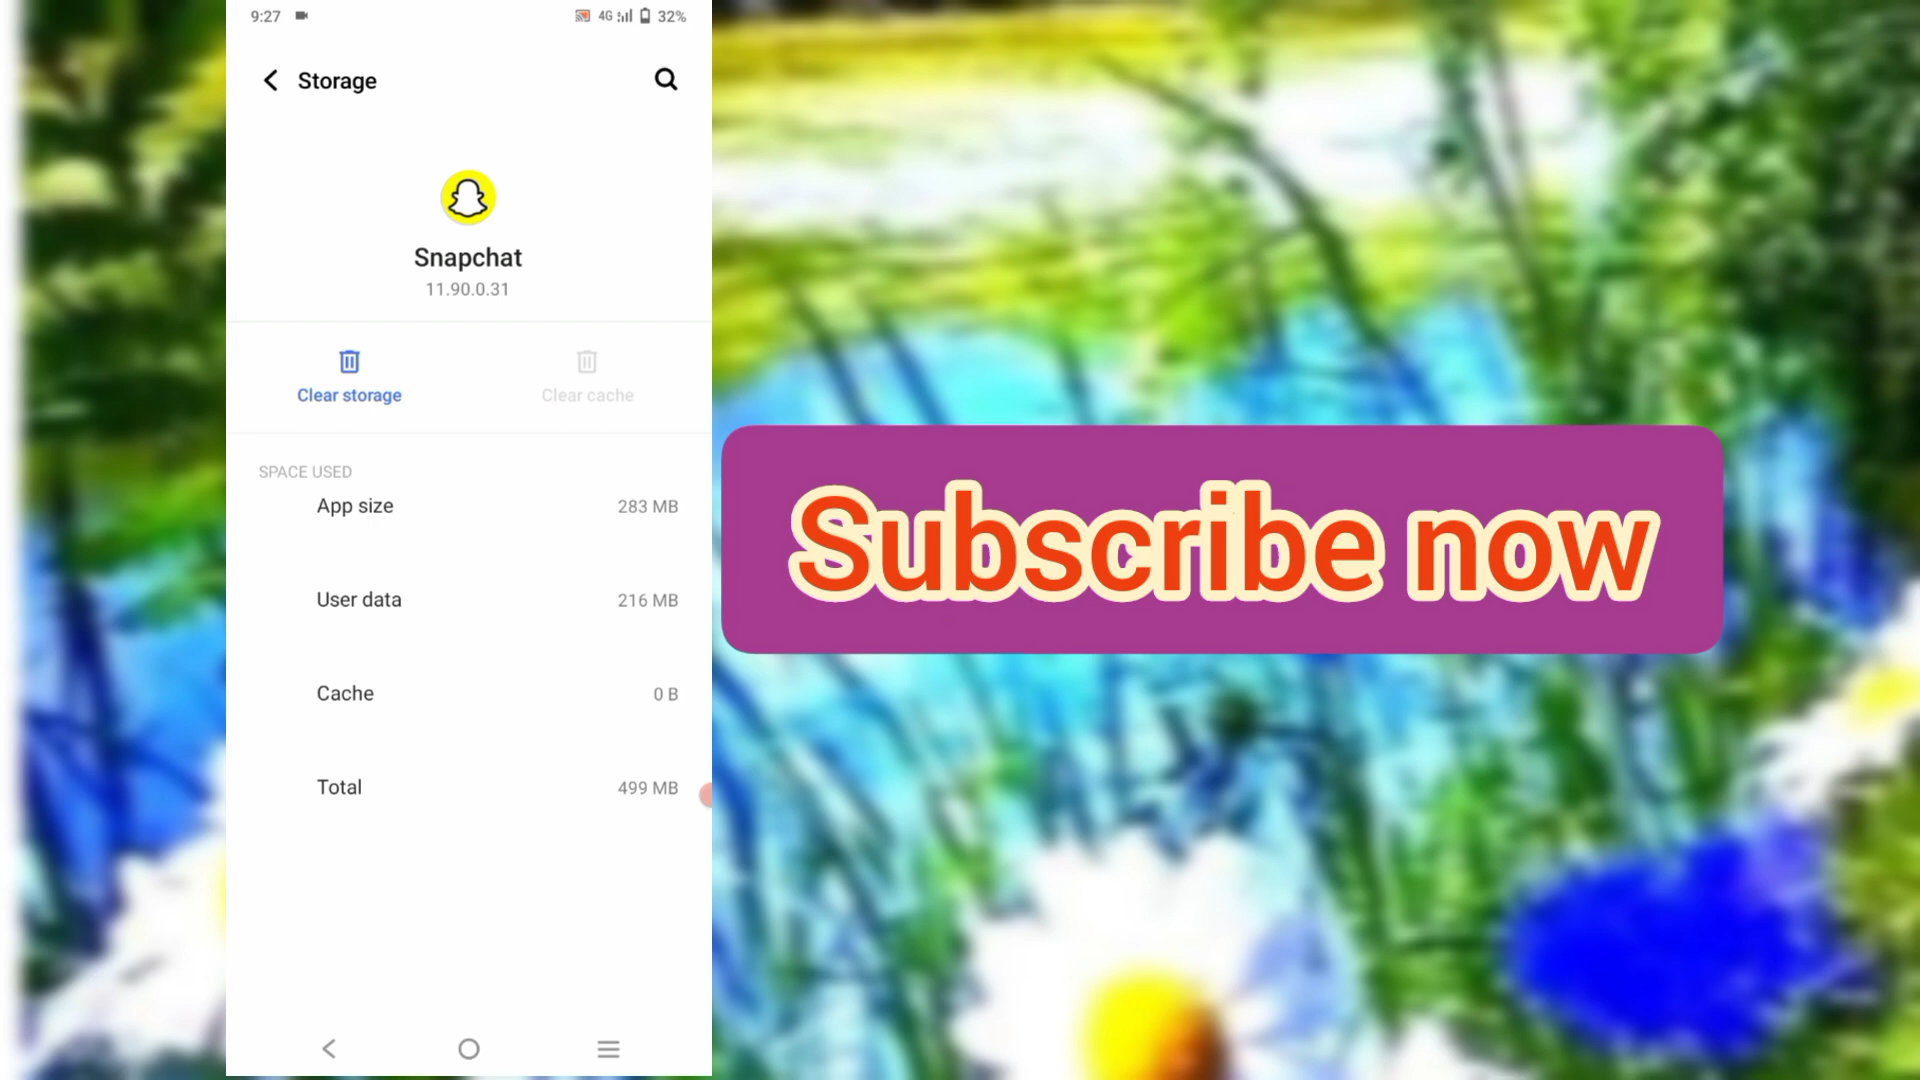 9:27 4G 32%
Storage
Snapchat
11.90.0.31
Clear storage Clear cache
SPACE USED
App size 283 MB
User data 216 MB
Cache 0 B
Total 499 MB
Subscribe now